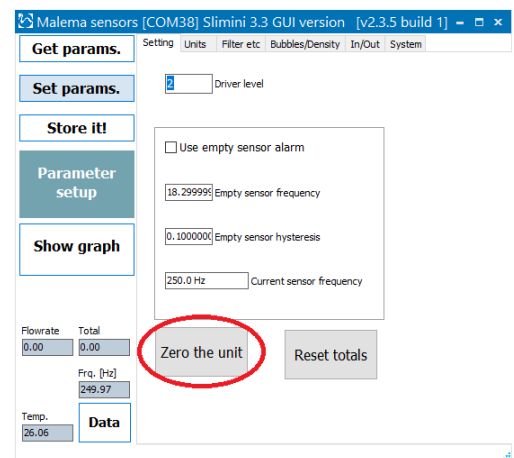 Malema sensors [COM38] Slimini 3.3 GUI version [v2.3.5 build 1]
Get params.
Set params.
Store it!
Parameter
setup
Show graph
Flowrate Total
0.00 0.00
Frq. [Hz]
249.97
Temp.
26.06
Data
Setting Units Filter etc Bubbles/Density In/Out System
2 Driver level
Use empty sensor alarm
18.299999 Empty sensor frequency
0.1000000 Empty sensor hysteresis
250.0 Hz Current sensor frequency
Zero the unit
Reset totals